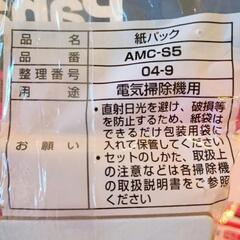 品名 紙パック
型番 AMC-S5
整理番号 04-9
用途 電気掃除機用
お願い
・直射日光を避け、破損等
を防止するため、紙袋は
できるだけ包装用袋に
入れて保管してください。
・セットのしかた、取扱上
の注意などは各掃除機
の取扱説明書をご参照
ください。